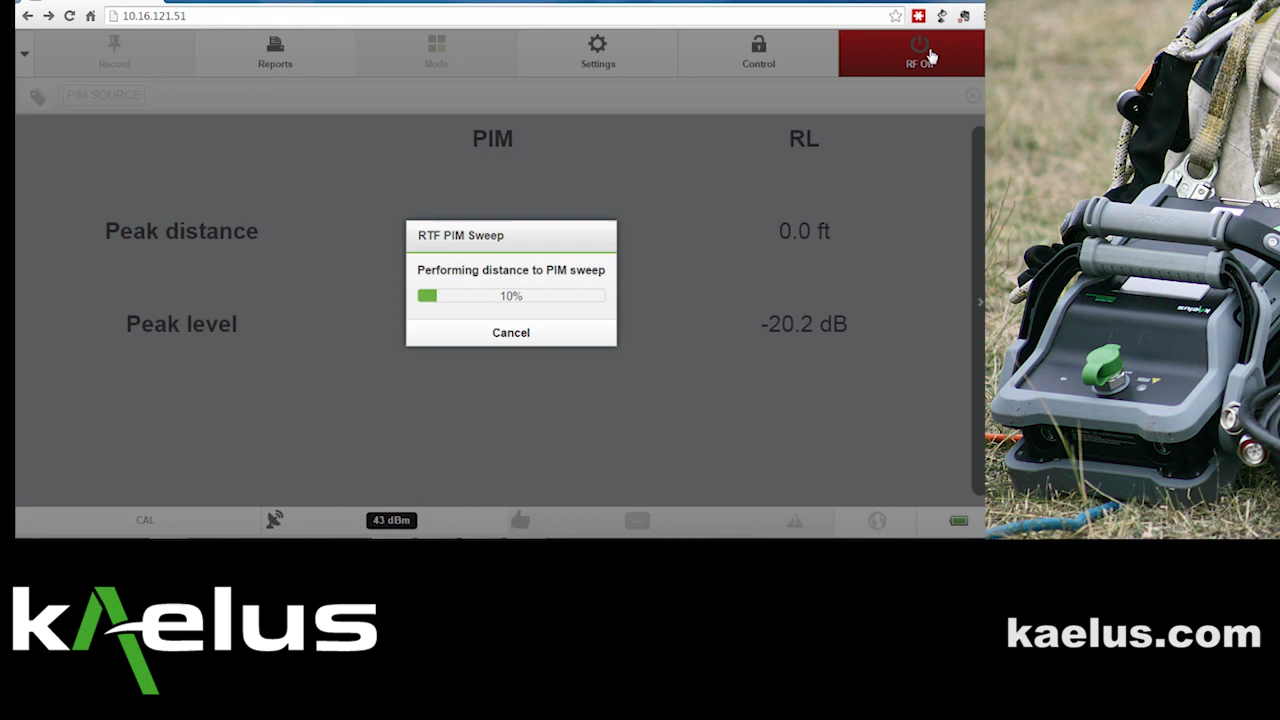 10.16.121.51
Record
Reports
Mode
Settings
Control
RF On
PIM SOURCE
PIM
RL
Peak distance
0.0 ft
Peak level
-20.2 dB
RTF PIM Sweep
Performing distance to PIM sweep
10%
Cancel
CAL
43 dBm
kaelus
kaelus
kaelus.com